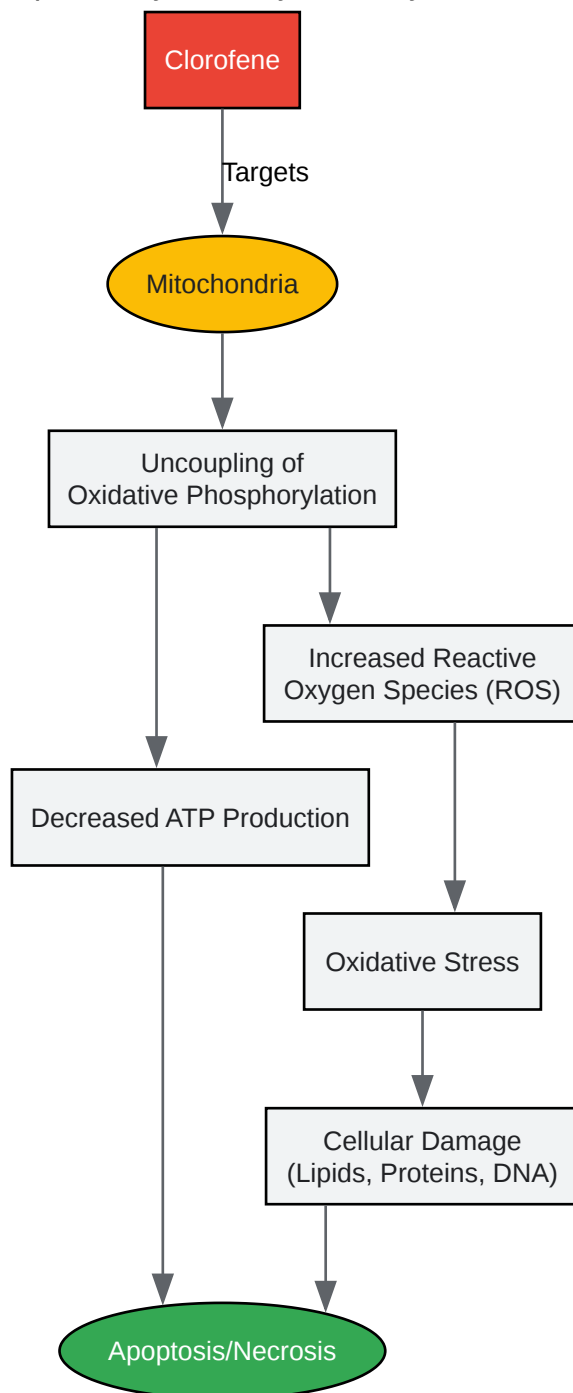 Clorofene
Targets
Mitochondria
Uncoupling of
Oxidative Phosphorylation
Increased Reactive
Oxygen Species (ROS)
Decreased ATP Production
Oxidative Stress
Cellular Damage
(Lipids, Proteins, DNA)
Apoptosis/Necrosis